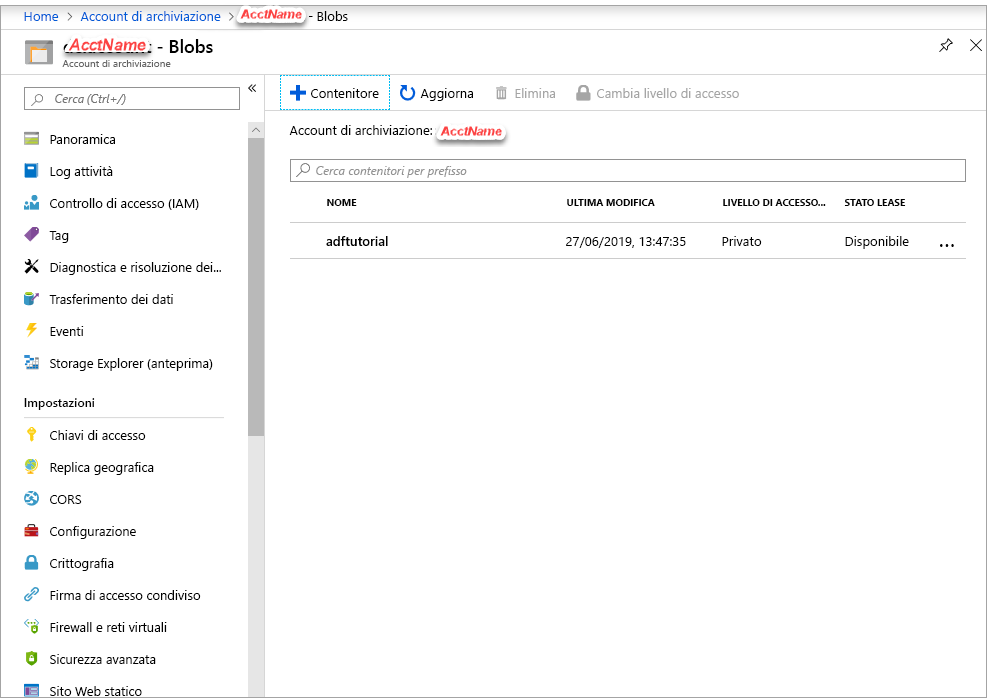 Home > Account di archiviazione > AcctName - Blobs
AcctName - Blobs
Account di archiviazione
Cerca (Ctrl+/)
Panoramica
Log attività
Controllo di accesso (IAM)
Tag
Diagnostica e risoluzione dei...
Trasferimento dei dati
Eventi
Storage Explorer (anteprima)
Impostazioni
Chiavi di accesso
Replica geografica
CORS
Configurazione
Crittografia
Firma di accesso condiviso
Firewall e reti virtuali
Sicurezza avanzata
Sito Web statico
Contenitore Aggiorna Elimina Cambia livello di accesso
Account di archiviazione: AcctName
Cerca contenitori per prefisso
NOME ULTIMA MODIFICA LIVELLO DI ACCESSO... STATO LEASE
adftutorial 27/06/2019, 13:47:35 Privato Disponibile ...